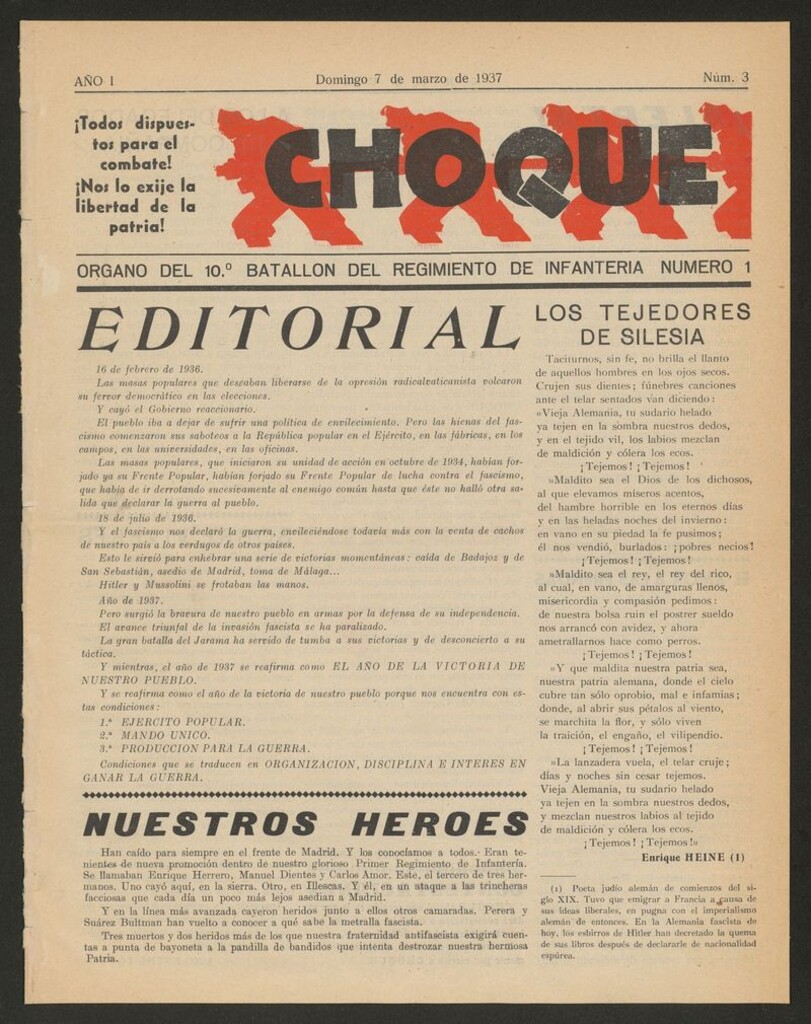 AÑO I
Domingo 7 de marzo de 1937
Núm. 3
¡Todos dispues-
tos para el
combate!
¡Nos lo exije la
libertad de la
patria!
CHOQUE
ORGANO DEL 10.º BATALLON DEL REGIMIENTO DE INFANTERIA NUMERO 1
EDITORIAL
16 de febrero de 1936.
Las masas populares que deseaban liberarse de la opresión radicalvaticanista volcaron
su fervor democrático en las elecciones.
Y cayó el Gobierno reaccionario.
El pueblo iba a dejar de sufrir una política de envilecimiento. Pero las hienas del fas-
cismo comenzaron sus saboteos a la República popular en el Ejército, en las fábricas, en los
campos, en las universidades, en las oficinas.
Las masas populares, que iniciaron su unidad de acción en octubre de 1934, habían for-
jado ya su Frente Popular, habían forjado su Frente Popular de lucha contra el fascismo,
que había de ir derrotando sucesivamente al enemigo común hasta que éste no halló otra sa-
lida que declarar la guerra al pueblo.
18 de julio de 1936.
Y el fascismo nos declaró la guerra, envileciéndose todavía más con la venta de cachos
de nuestro país a los verdugos de otros países.
Esto le sirvió para enhebrar una serie de victorias momentáneas: caída de Badajoz y de
San Sebastián, asedio de Madrid, toma de Málaga...
Hitler y Mussolini se frotaban las manos.
Año de 1937.
Pero surgió la bravura de nuestro pueblo en armas por la defensa de su independencia.
El avance triunfal de la invasión fascista se ha paralizado.
La gran batalla del Jarama ha servido de tumba a sus victorias y de desconcierto a su
táctica.
Y mientras, el año de 1937 se reafirma como EL AÑO DE LA VICTORIA DE
NUESTRO PUEBLO.
Y se reafirma como el año de la victoria de nuestro pueblo porque nos encuentra con es-
tas condiciones:
1.ª EJERCITO POPULAR.
2.ª MANDO UNICO.
3.ª PRODUCCION PARA LA GUERRA.
Condiciones que se traducen en ORGANIZACION, DISCIPLINA E INTERES EN
GANAR LA GUERRA.
NUESTROS HEROES
Han caído para siempre en el frente de Madrid. Y los conocíamos a todos. Eran te-
nientes de nueva promoción dentro de nuestro glorioso Primer Regimiento de Infantería.
Se llamaban Enrique Herrero, Manuel Dientes y Carlos Amor. Este, el tercero de tres her-
manos. Uno cayó aquí, en la sierra. Otro, en Illescas. Y él, en un ataque a las trincheras
facciosas que cada día un poco más lejos asedian a Madrid.
Y en la línea más avanzada cayeron heridos junto a ellos otros camaradas. Perera y
Suárez Bultman han vuelto a conocer a qué sabe la metralla fascista.
Tres muertos y dos heridos más de los que nuestra fraternidad antifascista exigirá cuen-
tas a punta de bayoneta a la pandilla de bandidos que intenta destrozar nuestra hermosa
Patria.
LOS TEJEDORES
DE SILESIA
Taciturnos, sin fe, no brilla el llanto
de aquellos hombres en los ojos secos.
Crujen sus dientes; fúnebres canciones
ante el telar sentados van diciendo:
«Vieja Alemania, tu sudario helado
ya tejen en la sombra nuestros dedos,
y en el tejido vil, los labios mezclan
de maldición y cólera los ecos.
¡Tejemos! ¡Tejemos!
»Maldito sea el Dios de los dichosos,
al que elevamos míseros acentos,
del hambre horrible en los eternos días
y en las heladas noches del invierno:
en vano en su piedad la fe pusimos;
él nos vendió, burlados: ¡pobres necios!
¡Tejemos! ¡Tejemos!
»Maldito sea el rey, el rey del rico,
al cual, en vano, de amarguras llenos,
misericordia y compasión pedimos:
de nuestra bolsa ruin el postrer sueldo
nos arrancó con avidez, y ahora
ametrallarnos hace como perros.
¡Tejemos! ¡Tejemos!
»Y que maldita nuestra patria sea,
nuestra patria alemana, donde el cielo
cubre tan sólo oprobio, mal e infamias;
donde, al abrir sus pétalos al viento,
se marchita la flor, y sólo viven
la traición, el engaño, el vilipendio.
¡Tejemos! ¡Tejemos!
»La lanzadera vuela, el telar cruje;
días y noches sin cesar tejemos.
Vieja Alemania, tu sudario helado
ya tejen en la sombra nuestros dedos,
y mezclan nuestros labios al tejido
de maldición y cólera los ecos.
¡Tejemos! ¡Tejemos!»
Enrique HEINE (1)
(1) Poeta judío alemán de comienzos del si-
glo XIX. Tuvo que emigrar a Francia a causa de
sus ideas liberales, en pugna con el imperialismo
alemán de entonces. En la Alemania fascista de
hoy, los esbirros de Hitler han decretado la quema
de sus libros después de declararle de nacionalidad
espúrea.